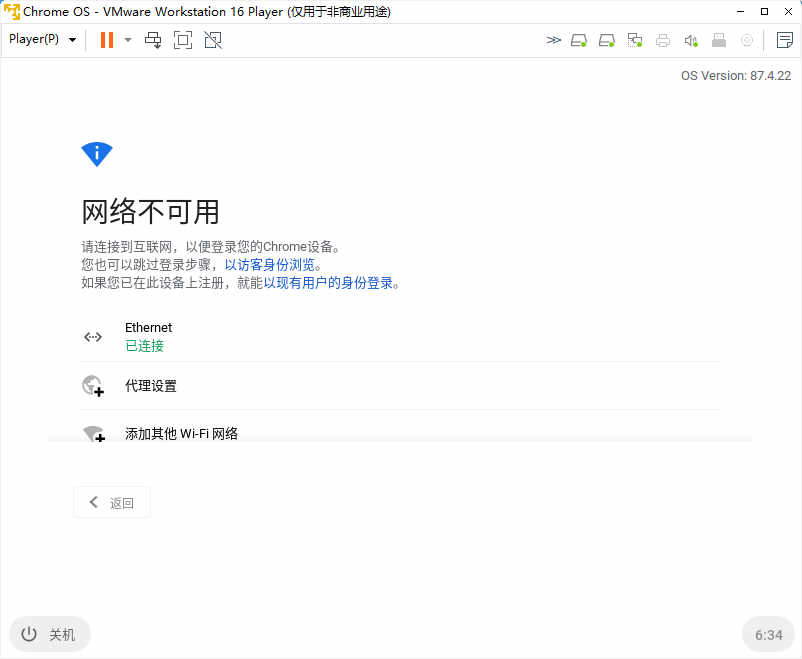 Chrome OS - VMware Workstation 16 Player (仅用于非商业用途)
Player(P)
OS Version: 87.4.22
网络不可用
请连接到互联网，以便登录您的Chrome设备。
您也可以跳过登录步骤，以访客身份浏览。
如果您已在此设备上注册，就能以现有用户的身份登录。
Ethernet
已连接
代理设置
添加其他 Wi-Fi 网络
返回
关机
6:34